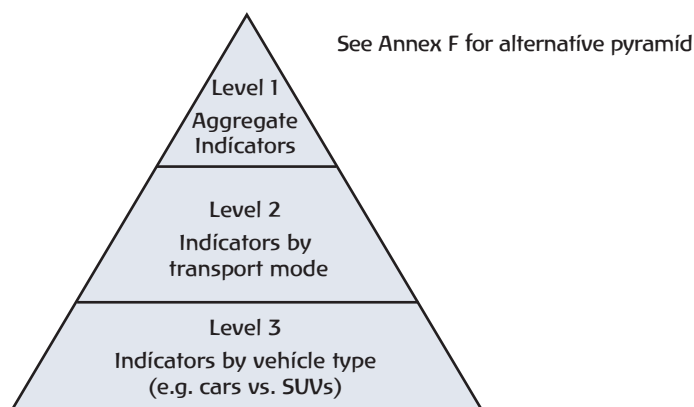 See Annex F for alternative pyramid
Level 1
Aggregate
Indicators
Level 2
Indicators by
transport mode
Level 3
Indicators by vehicle type
(e.g. cars vs. SUVs)